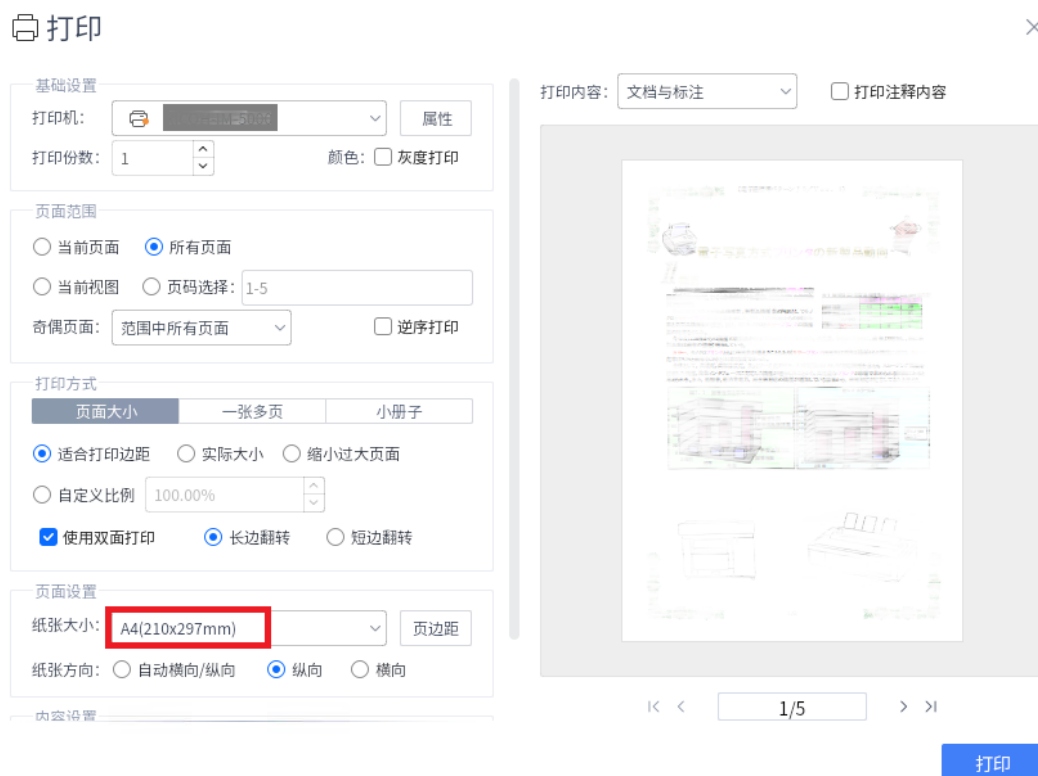 打印
基础设置
打印机：
属性
打印份数：
1
颜色：
灰度打印
页面范围
当前页面
所有页面
当前视图
页码选择：
1-5
奇偶页面：
范围中所有页面
逆序打印
打印方式
页面大小
一张多页
小册子
适合打印边距
实际大小
缩小过大页面
自定义比例
100.00%
使用双面打印
长边翻转
短边翻转
页面设置
纸张大小：
A4(210x297mm)
页边距
纸张方向：
自动横向/纵向
纵向
横向
内容设置
打印内容：
文档与标注
打印注释内容
1/5
打印